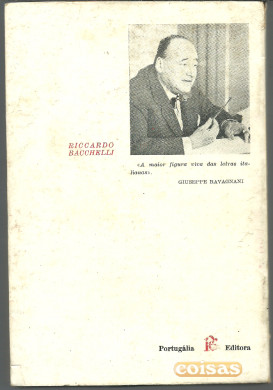 RICCARDO
BACCHELLI
«A maior figura viva das letras ita-
lianas».
GIUSEPPE RAVAGNANI
Portugália Editora
coisas